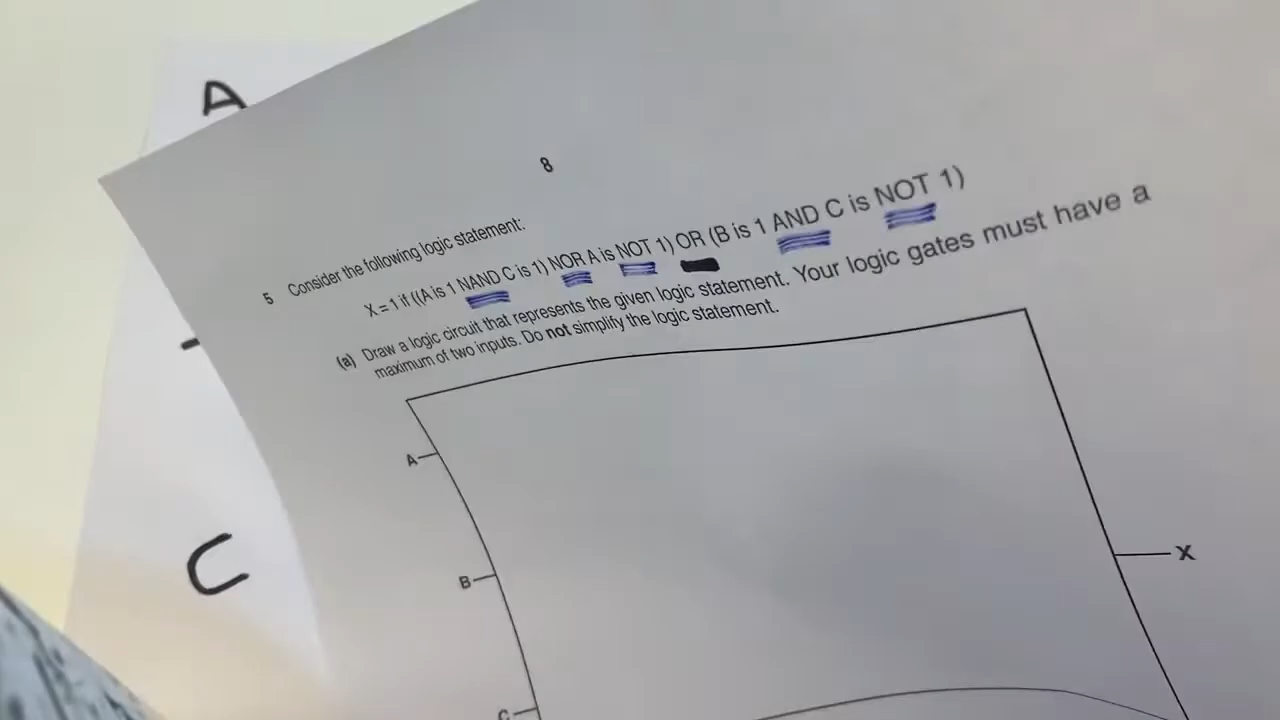 A
8
5 Consider the following logic statement:
X = 1 if ((A is 1 NAND C is 1) NOR A is NOT 1) OR (B is 1 AND C is NOT 1)
(a) Draw a logic circuit that represents the given logic statement. Your logic gates must have a
maximum of two inputs. Do not simplify the logic statement.
A
B
X
C
C